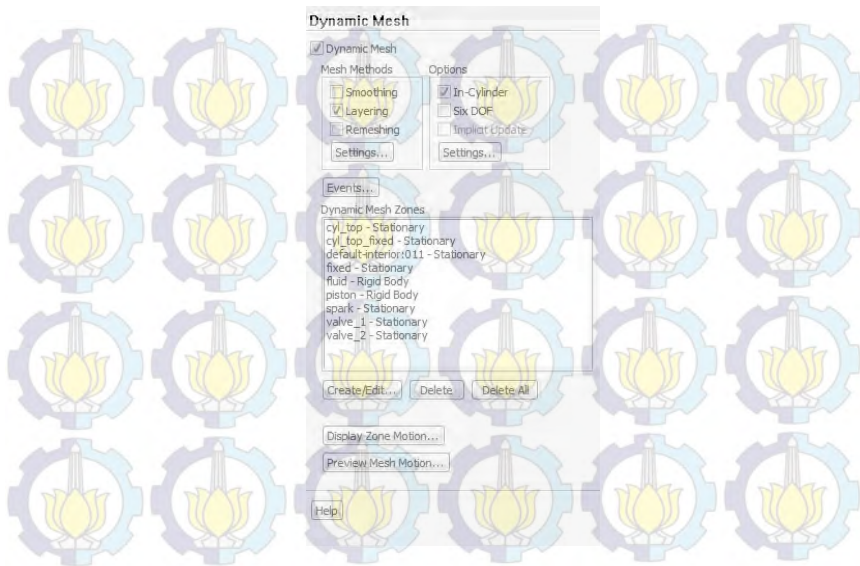 Dynamic Mesh
Dynamic Mesh
Mesh Methods
Options
Smoothing
Layering
Remeshing
Settings...
In-Cylinder
Six DOF
Implicit Update
Settings...
Events...
Dynamic Mesh Zones
cyl_top - Stationary
cyl_top_fixed - Stationary
default-interior:011 - Stationary
fixed - Stationary
fluid - Rigid Body
piston - Rigid Body
spark - Stationary
valve_1 - Stationary
valve_2 - Stationary
Create/Edit...
Delete
Delete All
Display Zone Motion...
Preview Mesh Motion...
Help